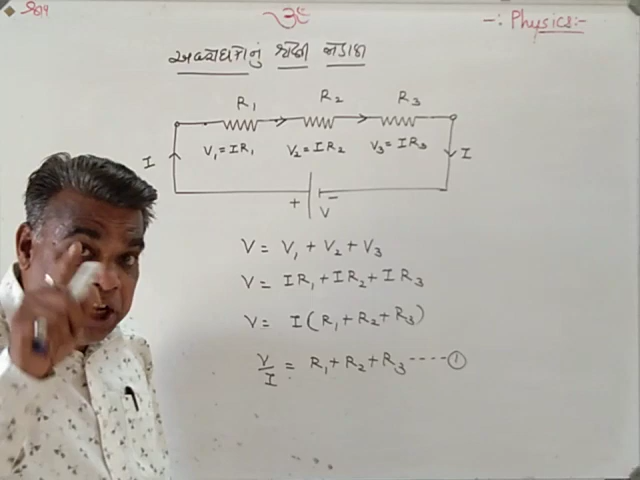 -: Physics:-
અવરોધકોનું શ્રેણી જોડાણ
R₁ R₂ R₃
V₁=IR₁ V₂=IR₂ V₃=IR₃
I I
+ V -
V = V₁ + V₂ + V₃
V = IR₁ + IR₂ + IR₃
V = I(R₁ + R₂ + R₃)
V/I = R₁ + R₂ + R₃ ---- ①